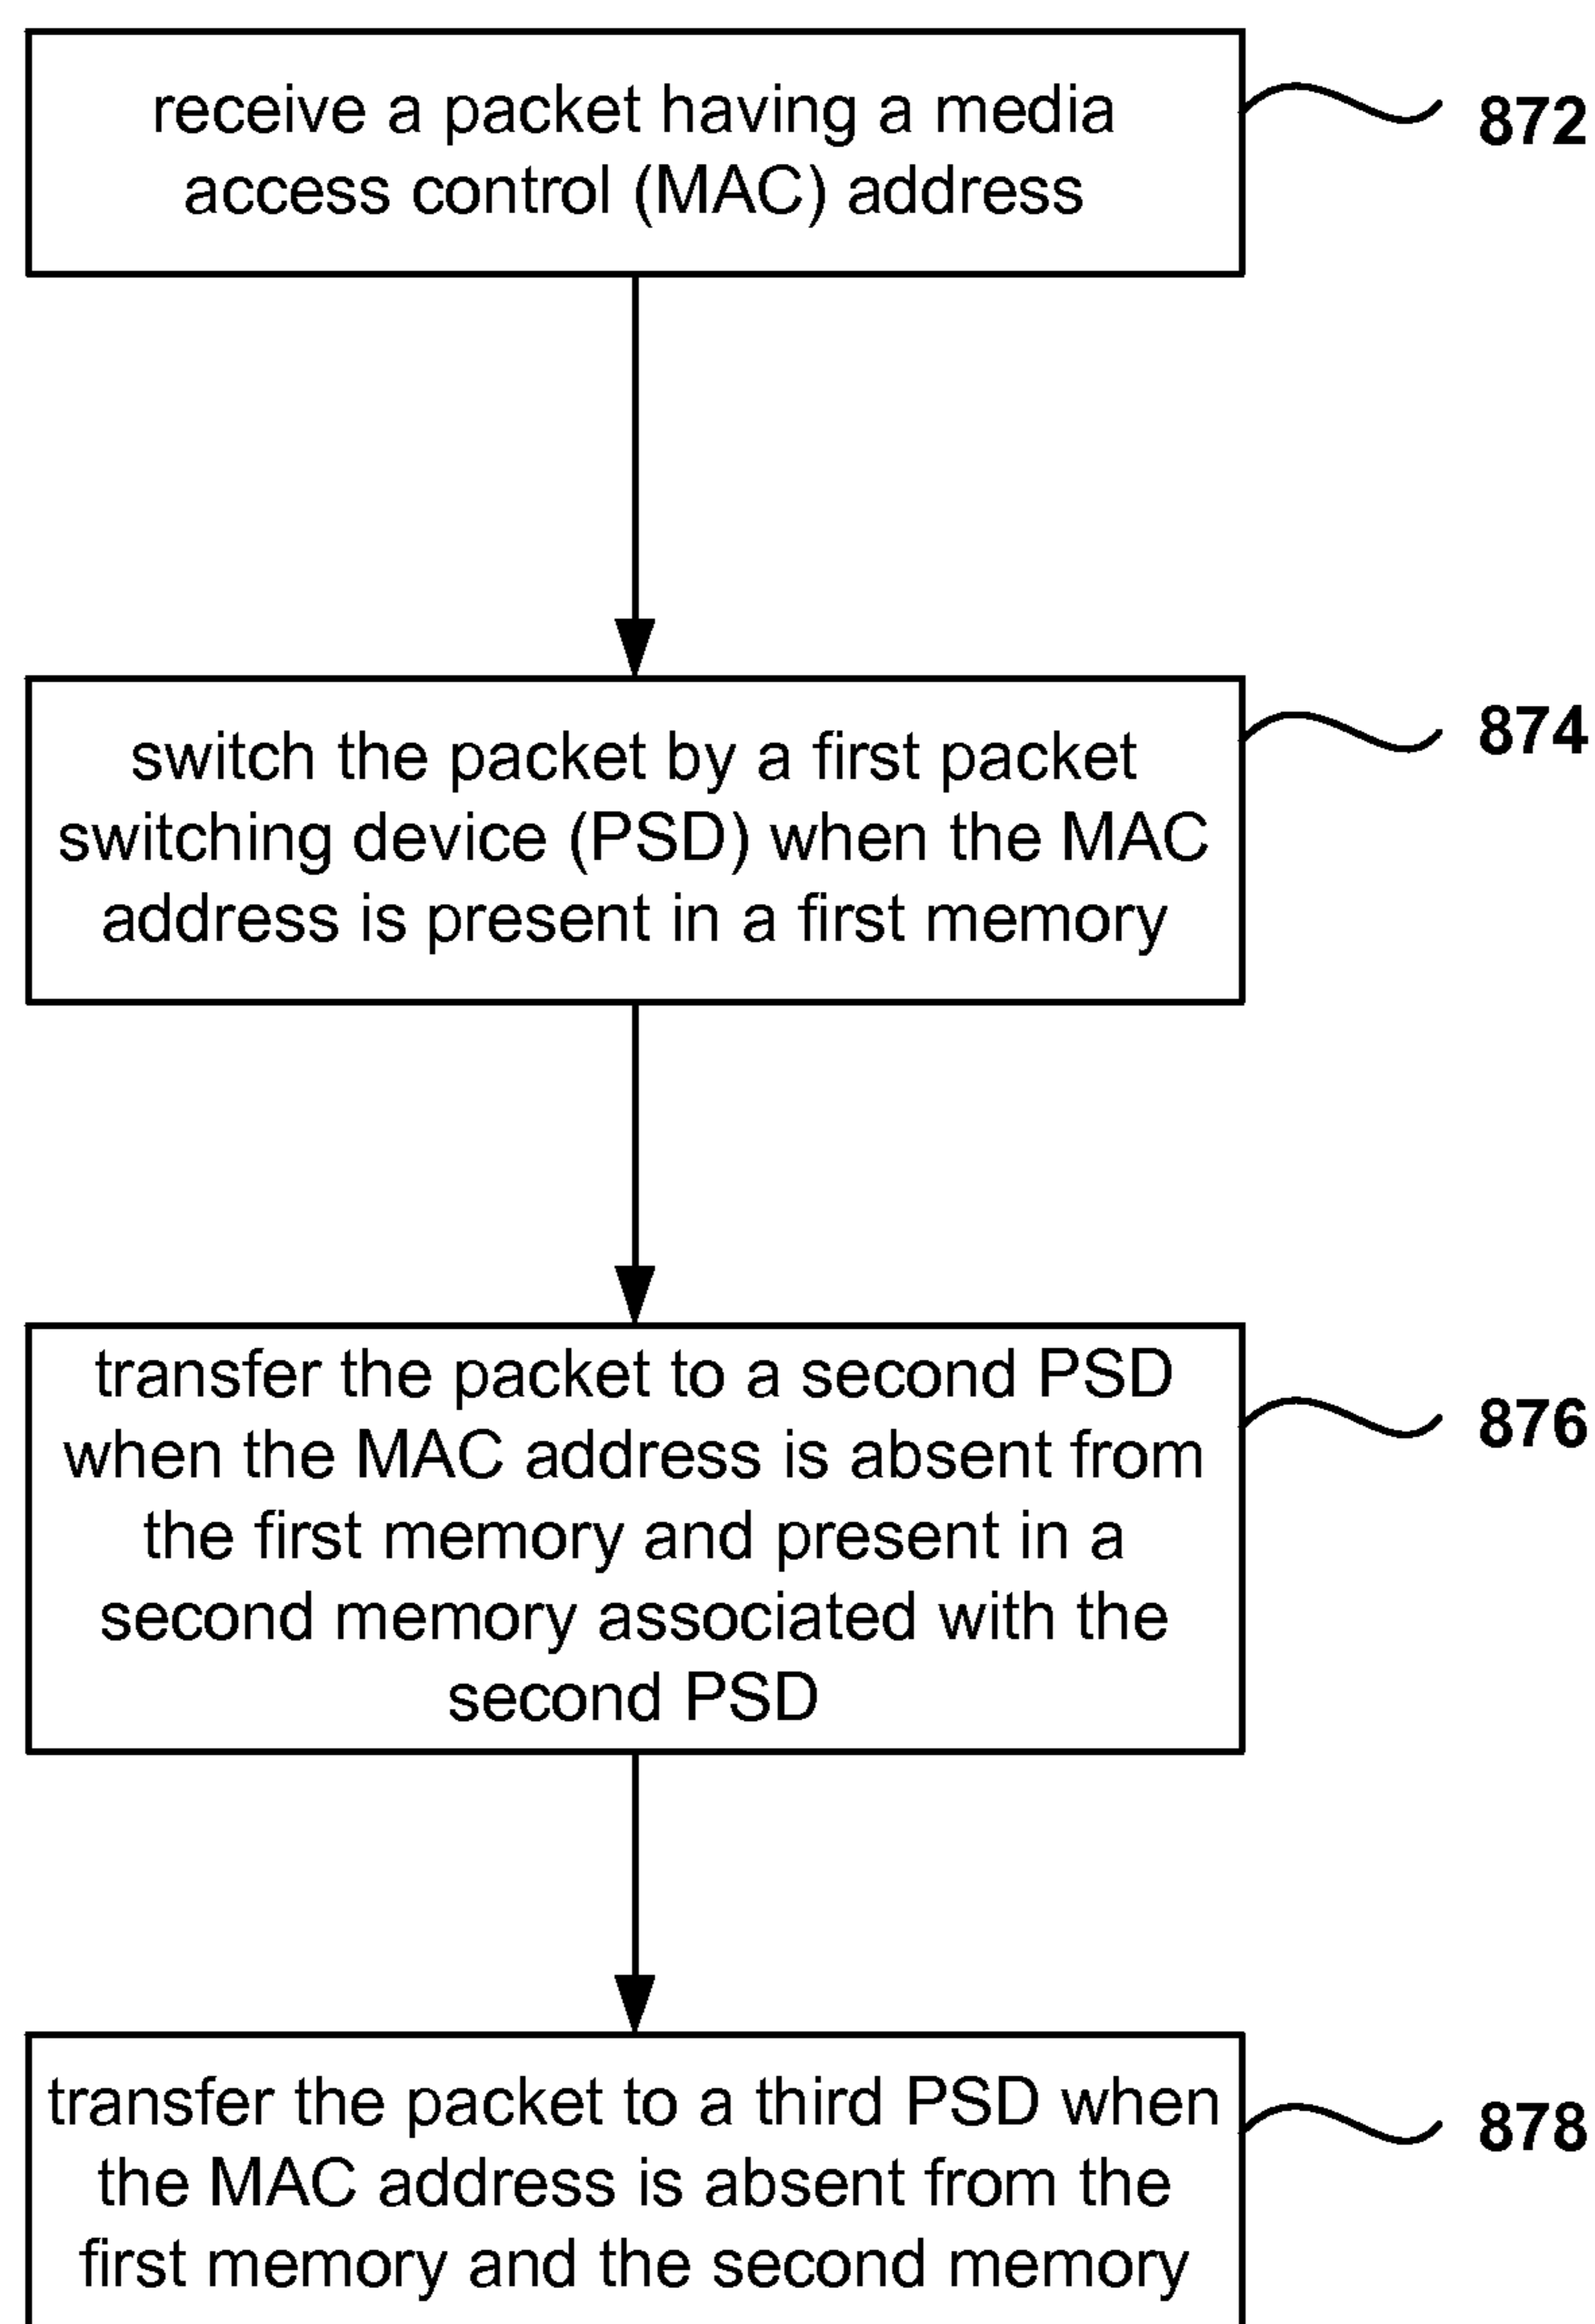 receive a packet having a media
access control (MAC) address
872
switch the packet by a first packet
switching device (PSD) when the MAC
address is present in a first memory
874
transfer the packet to a second PSD
when the MAC address is absent from
the first memory and present in a
second memory associated with the
second PSD
876
transfer the packet to a third PSD when
the MAC address is absent from the
first memory and the second memory
878